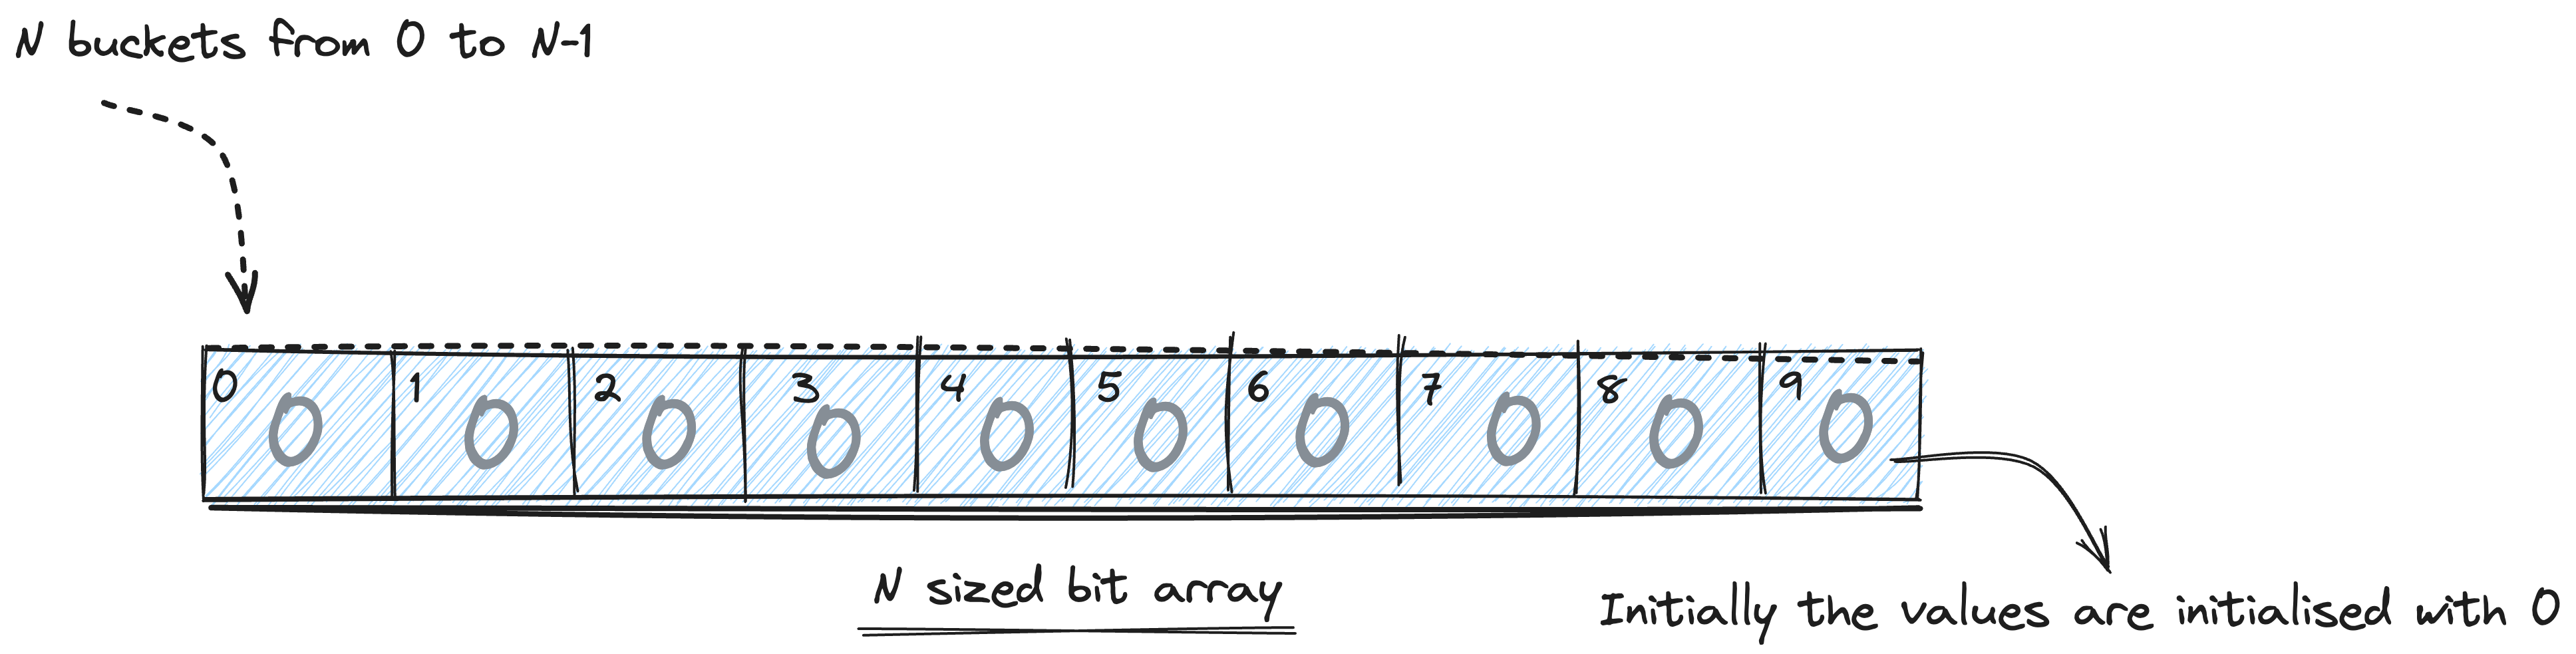 N buckets from 0 to N-1
0 1 2 3 4 5 6 7 8 9
0 0 0 0 0 0 0 0 0 0
N sized bit array
Initially the values are initialised with 0